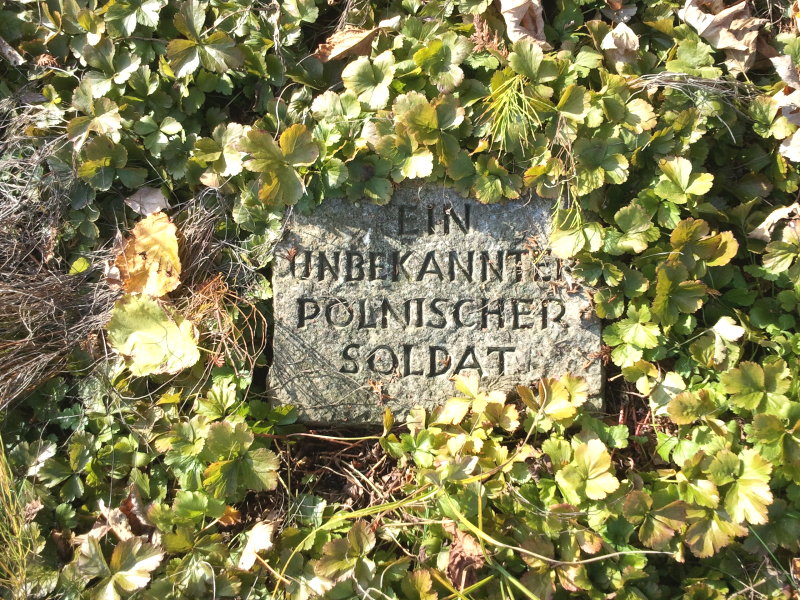 EIN
UNBEKANNTER
POLNISCHER
SOLDAT